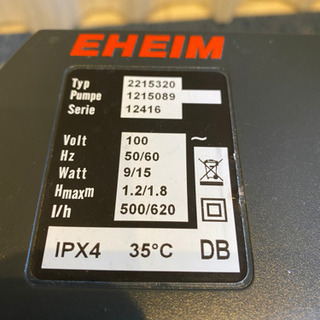 EHEIM
Typ 2215320
Pumpe 1215089
Serie 12416
Volt 100 ~
Hz 50/60
Watt 9/15
Hmaxm 1.2/1.8
l/h 500/620
IPX4 35°C DB